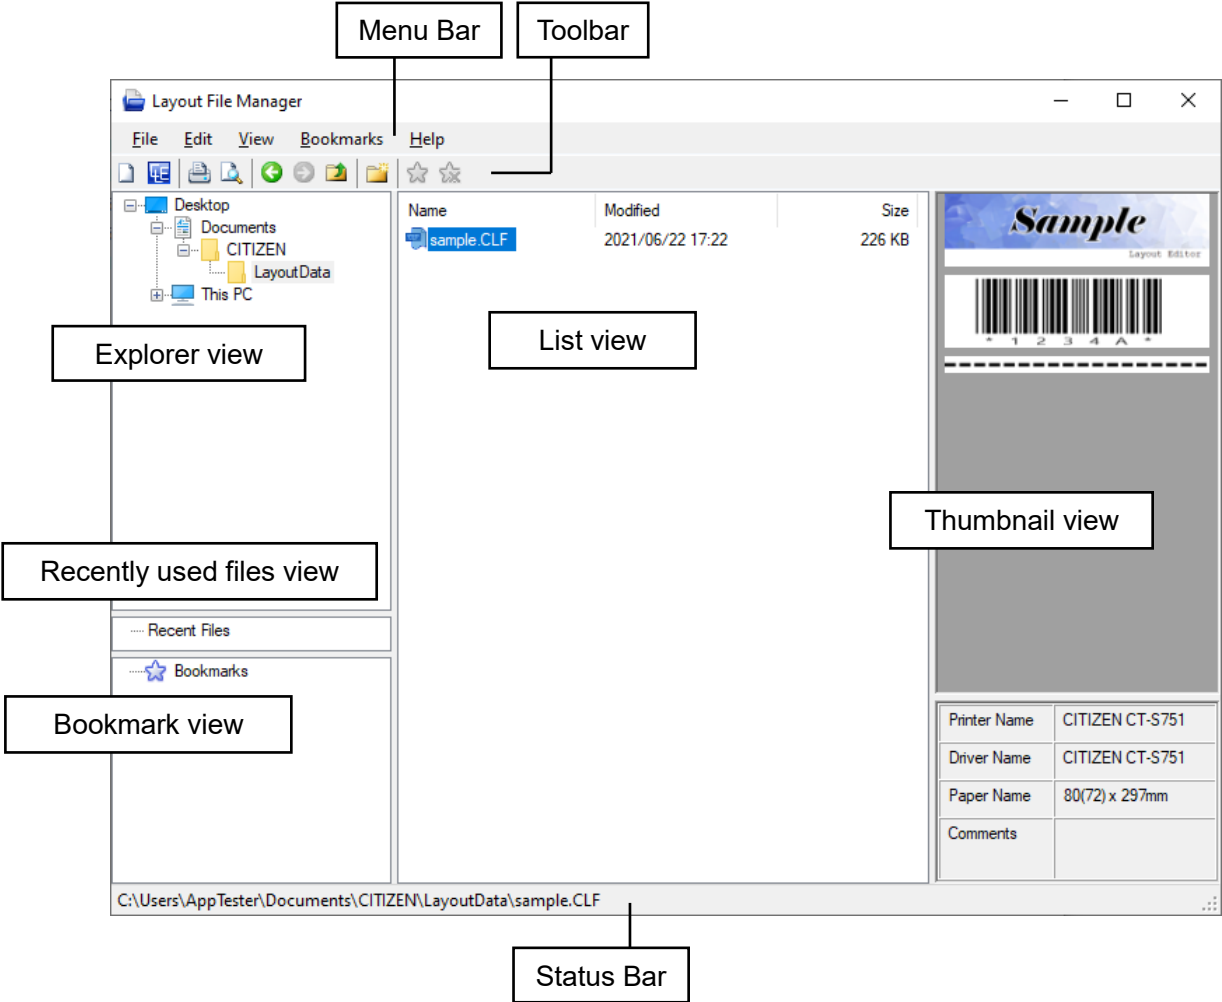 Menu Bar
Toolbar
Layout File Manager
File Edit View Bookmarks Help
Desktop
Documents
CITIZEN
LayoutData
This PC
Explorer view
Name Modified Size
sample.CLF 2021/06/22 17:22 226 KB
List view
Sample
Layout Editor
* 1 2 3 4 A *
Thumbnail view
Recently used files view
Recent Files
Bookmarks
Bookmark view
Printer Name CITIZEN CT-S751
Driver Name CITIZEN CT-S751
Paper Name 80(72) x 297mm
Comments
C:\Users\AppTester\Documents\CITIZEN\LayoutData\sample.CLF
Status Bar